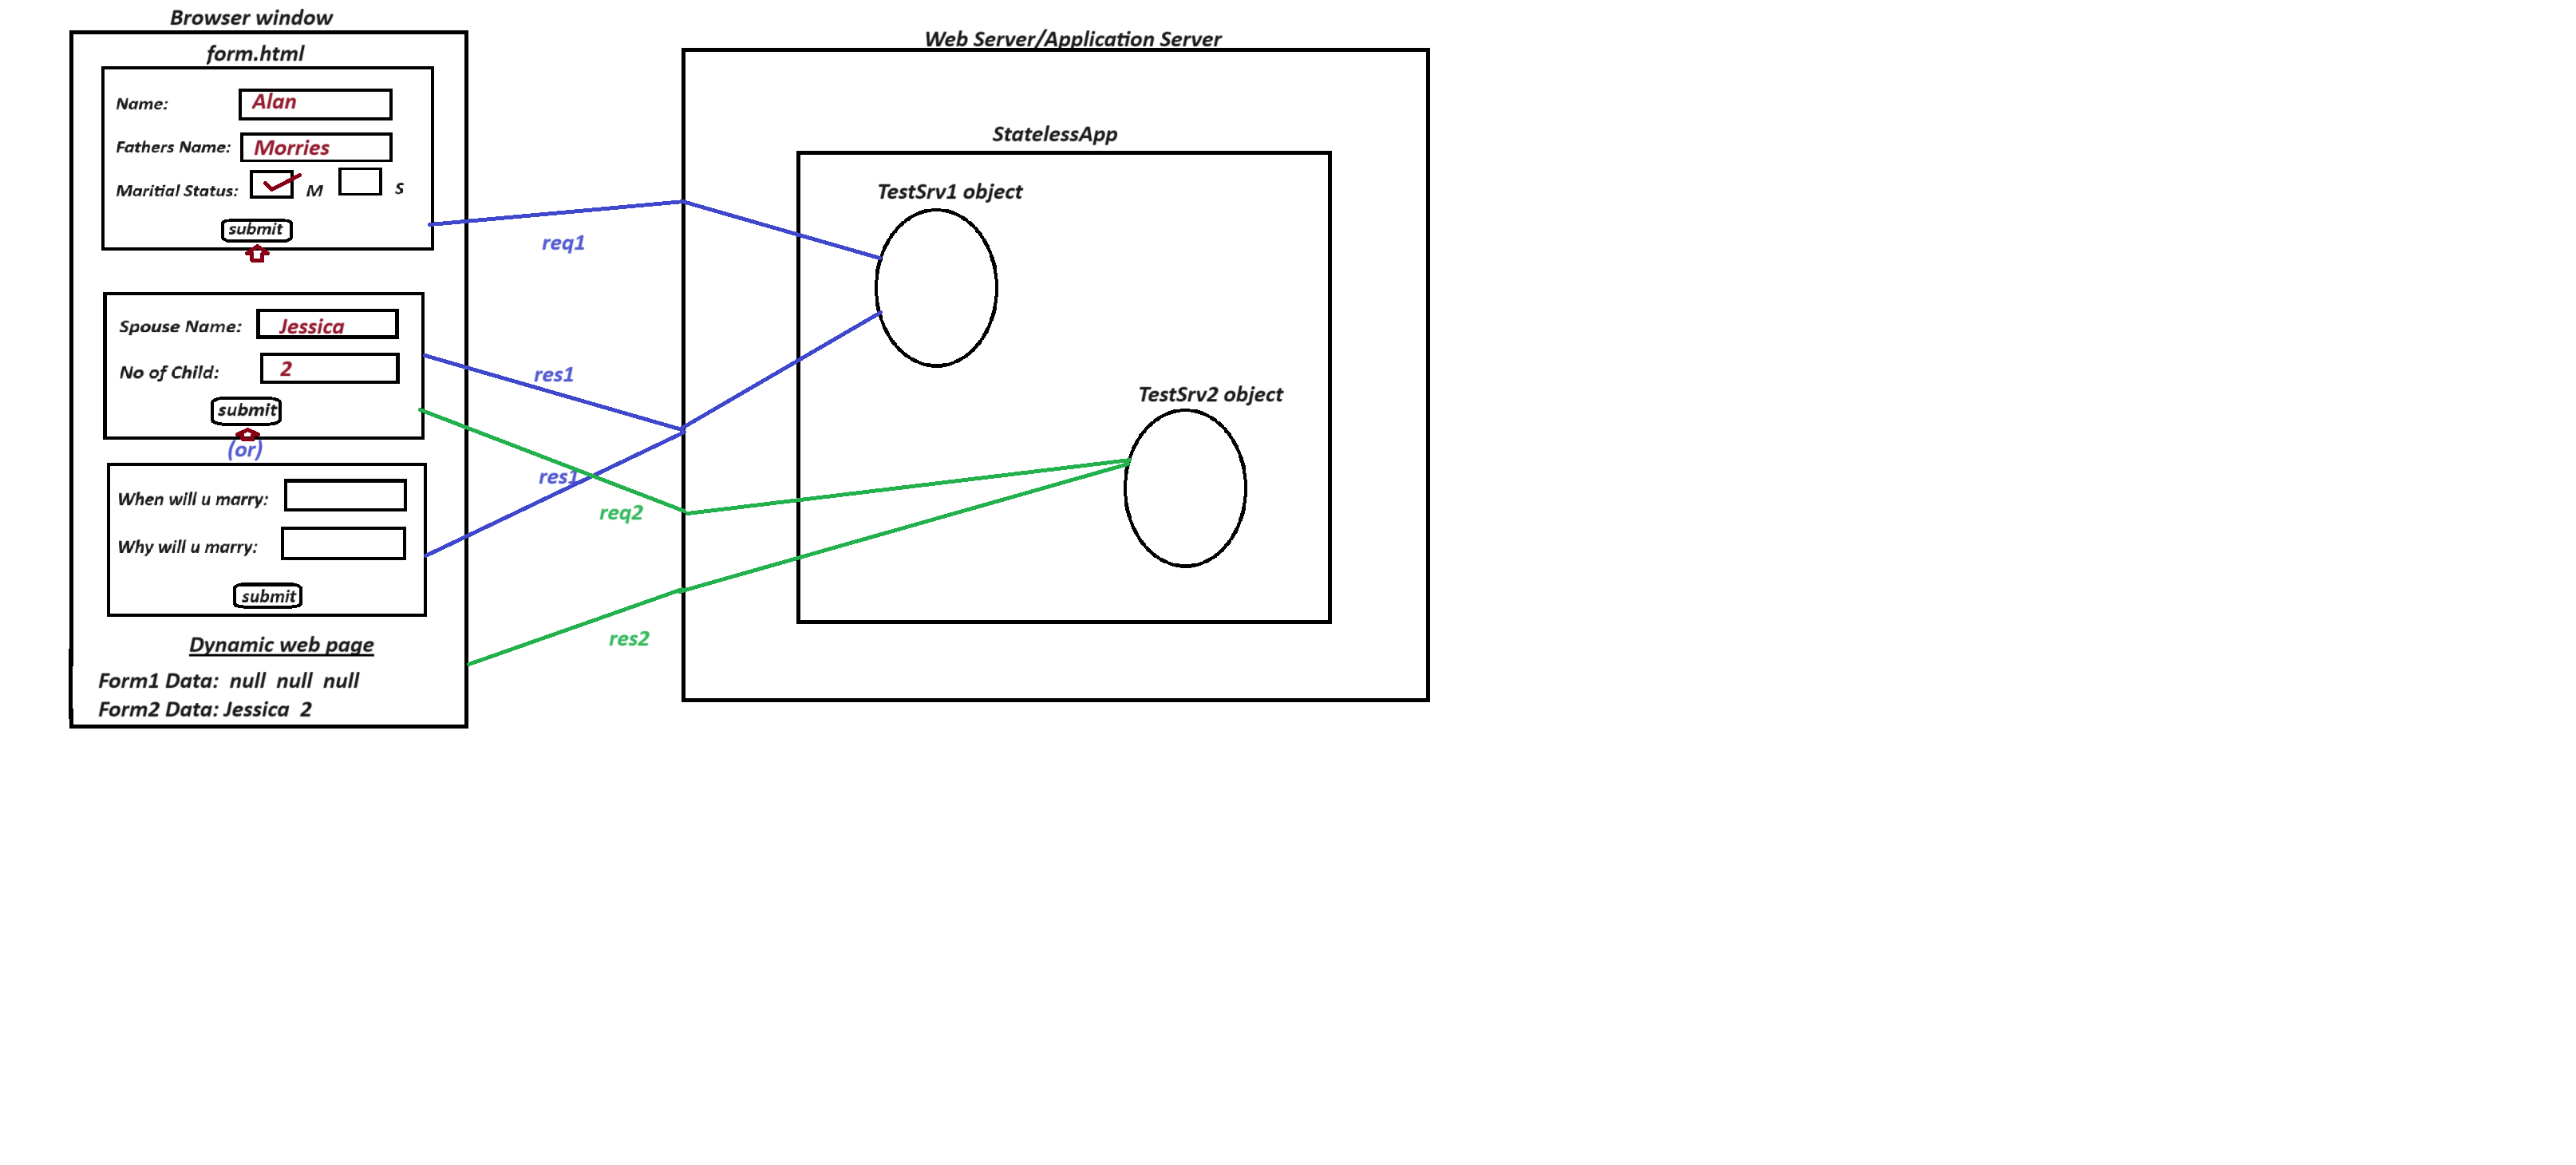 Browser window
form.html
Name: Alan
Fathers Name: Morries
Maritial Status: M S
submit
Spouse Name: Jessica
No of Child: 2
submit
(or)
When will u marry:
Why will u marry:
submit
Dynamic web page
Form1 Data: null null null
Form2 Data: Jessica 2
req1
res1
res1
req2
res2
Web Server/Application Server
StatelessApp
TestSrv1 object
TestSrv2 object